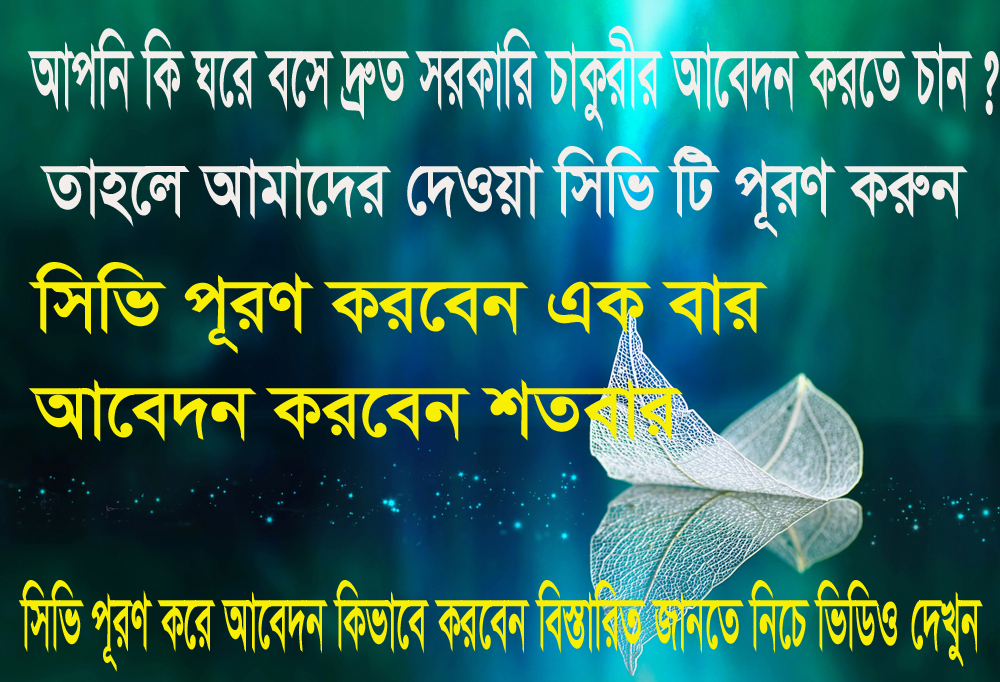 আপনি কি ঘরে বসে দ্রুত সরকারি চাকুরীর আবেদন করতে চান ?
তাহলে আমাদের দেওয়া সিভি টি পূরণ করুন
সিভি পূরণ করবেন এক বার
আবেদন করবেন শতবার
সিভি পূরণ করে আবেদন কিভাবে করবেন বিস্তারিত জানতে নিচে ভিডিও দেখুন